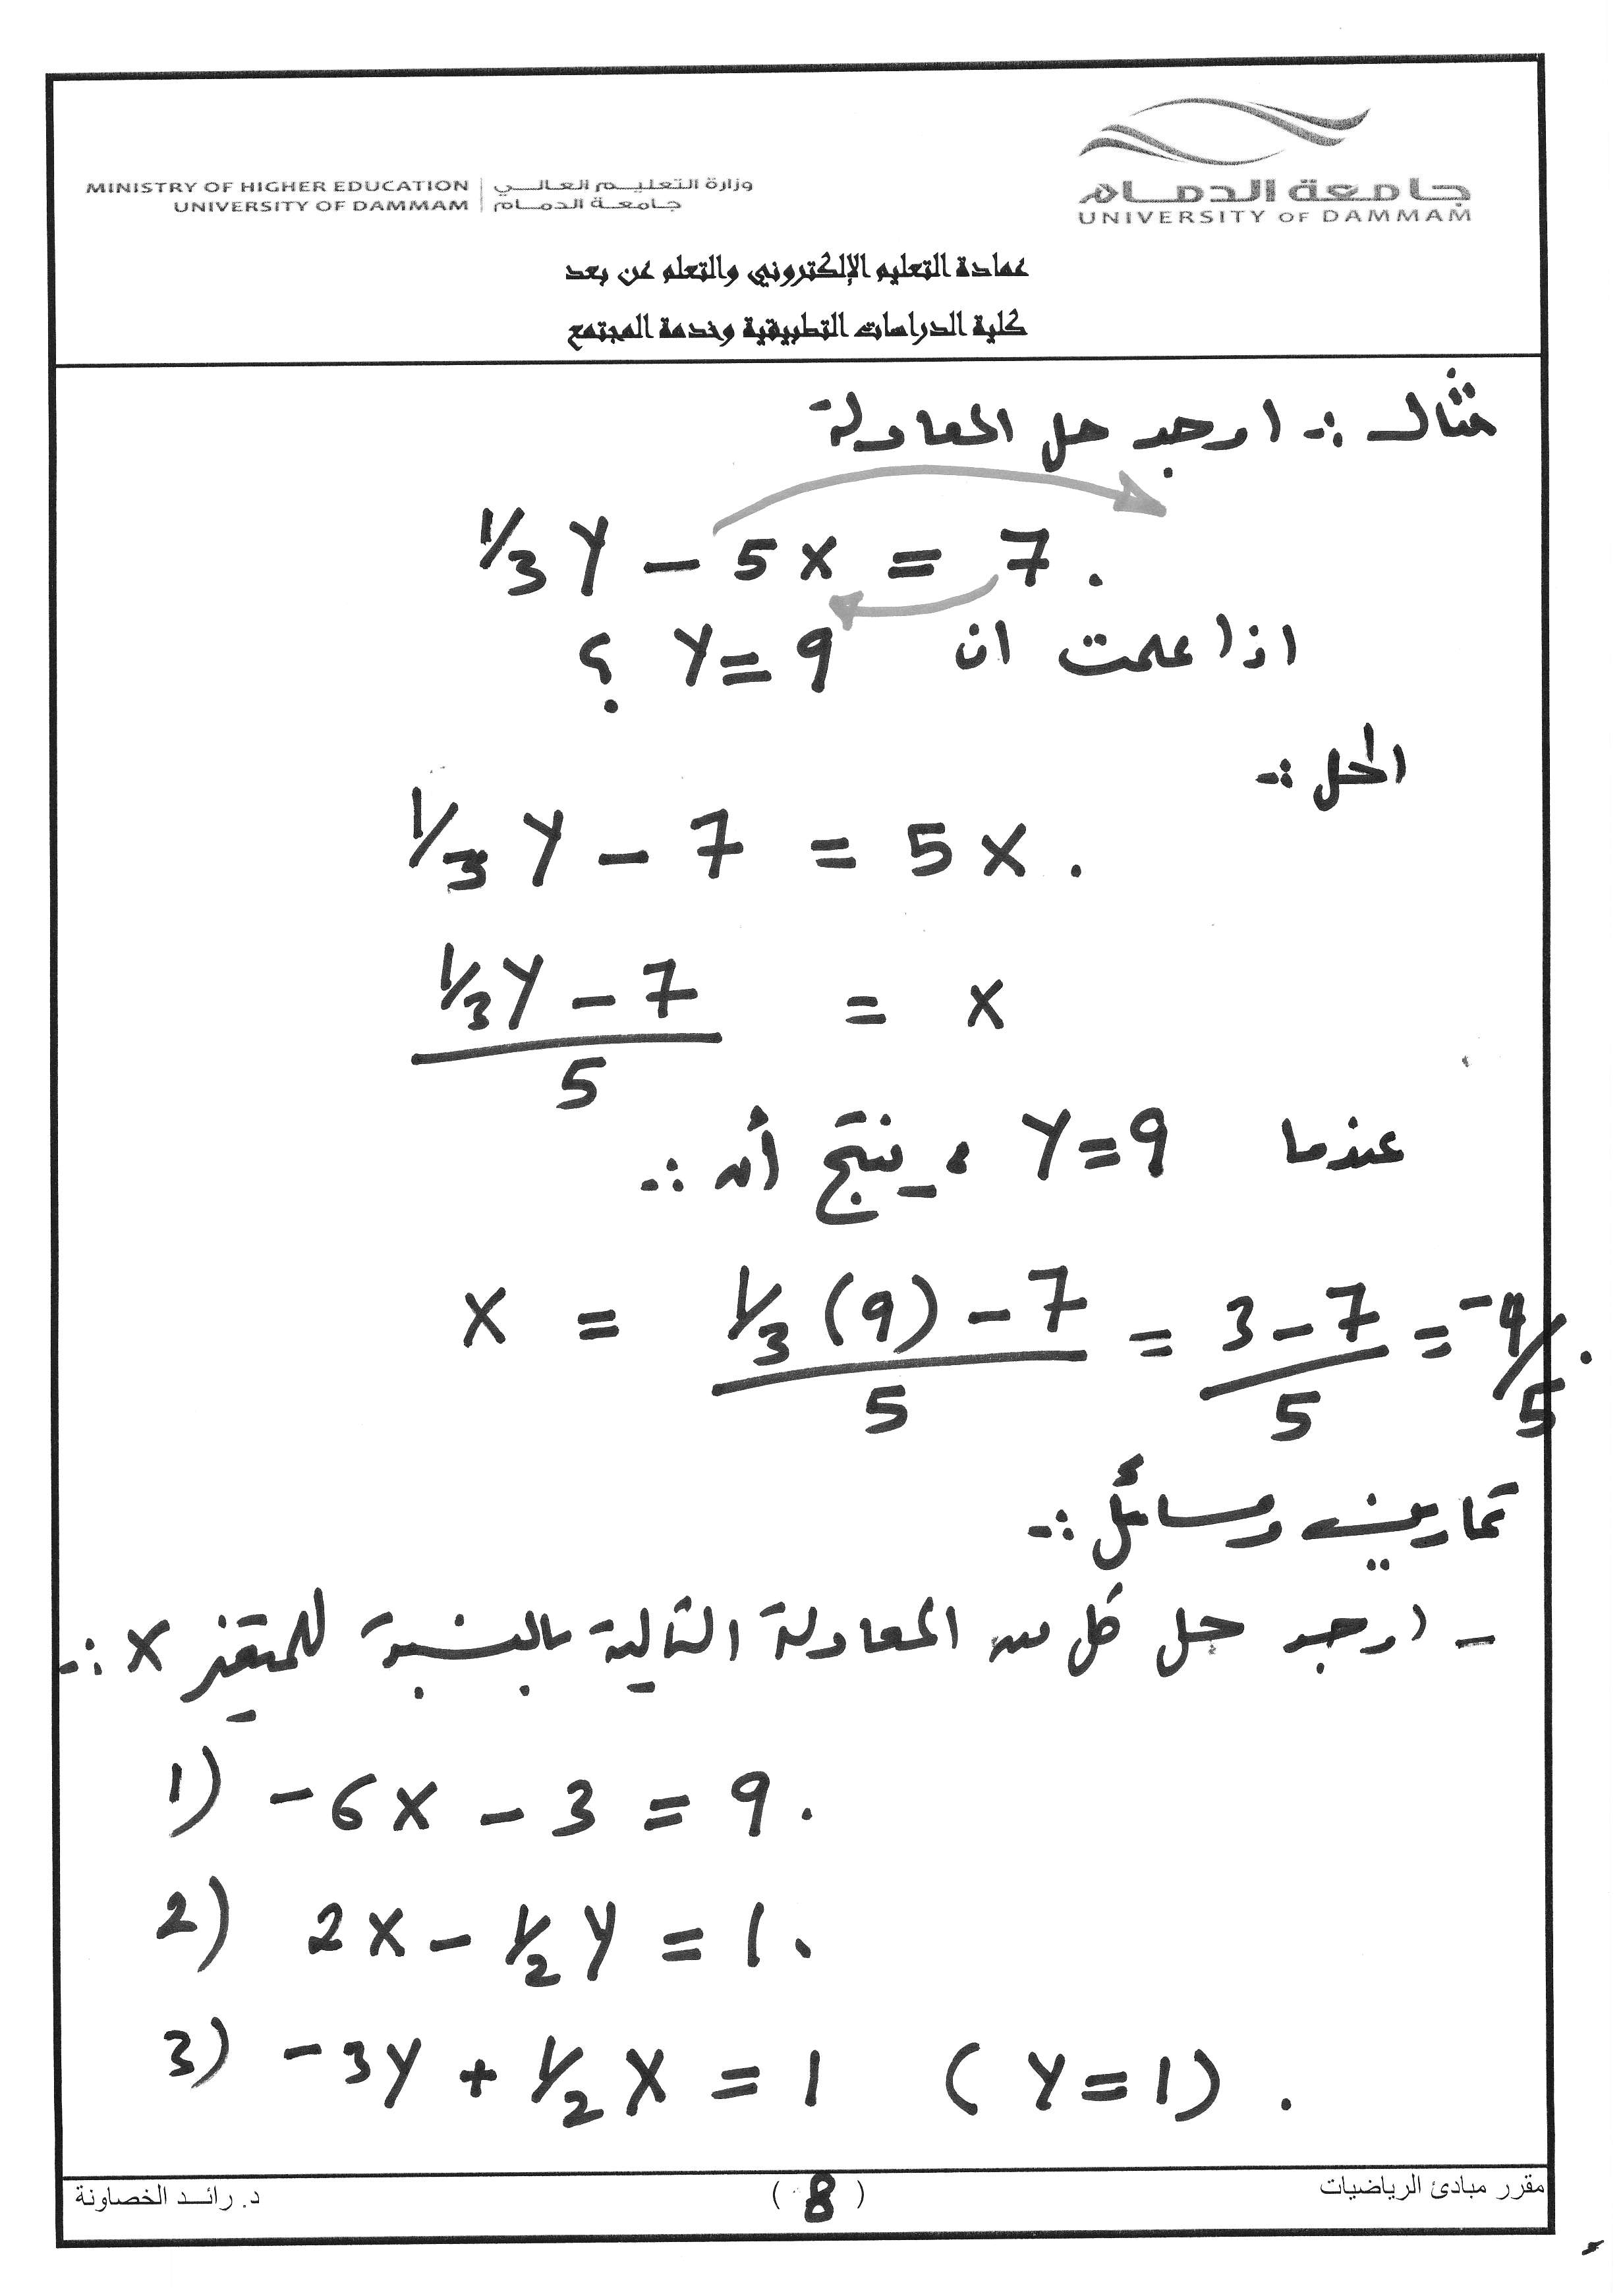 جامعة الدمام
UNIVERSITY OF DAMMAM
MINISTRY OF HIGHER EDUCATION | وزارة التعليم العالي
UNIVERSITY OF DAMMAM | جامعة الدمام
عمادة التعليم الإلكتروني والتعلم عن بعد
كلية الدراسات التطبيقية وخدمة المجتمع
مثال :- اوجد حل المعادلة
1/3 Y - 5X = 7.
اذا علمت ان Y = 9 ؟
الحل :-
1/3 Y - 7 = 5X.
(1/3 Y - 7)/5 = X
عندما Y = 9 ، ينتج أن :-
X = (1/3 (9) - 7)/5 = (3 - 7)/5 = -4/5.
تمارين ومسائل :-
- اوجد حل كل من المعادلة التالية بالنسبة للمتغير X :-
1) -6X - 3 = 9.
2) 2X - 1/2 Y = 1.
3) -3Y + 1/2 X = 1 (Y = 1).
مقرر مبادئ الرياضيات
( 8 )
د. رائد الخصاونة